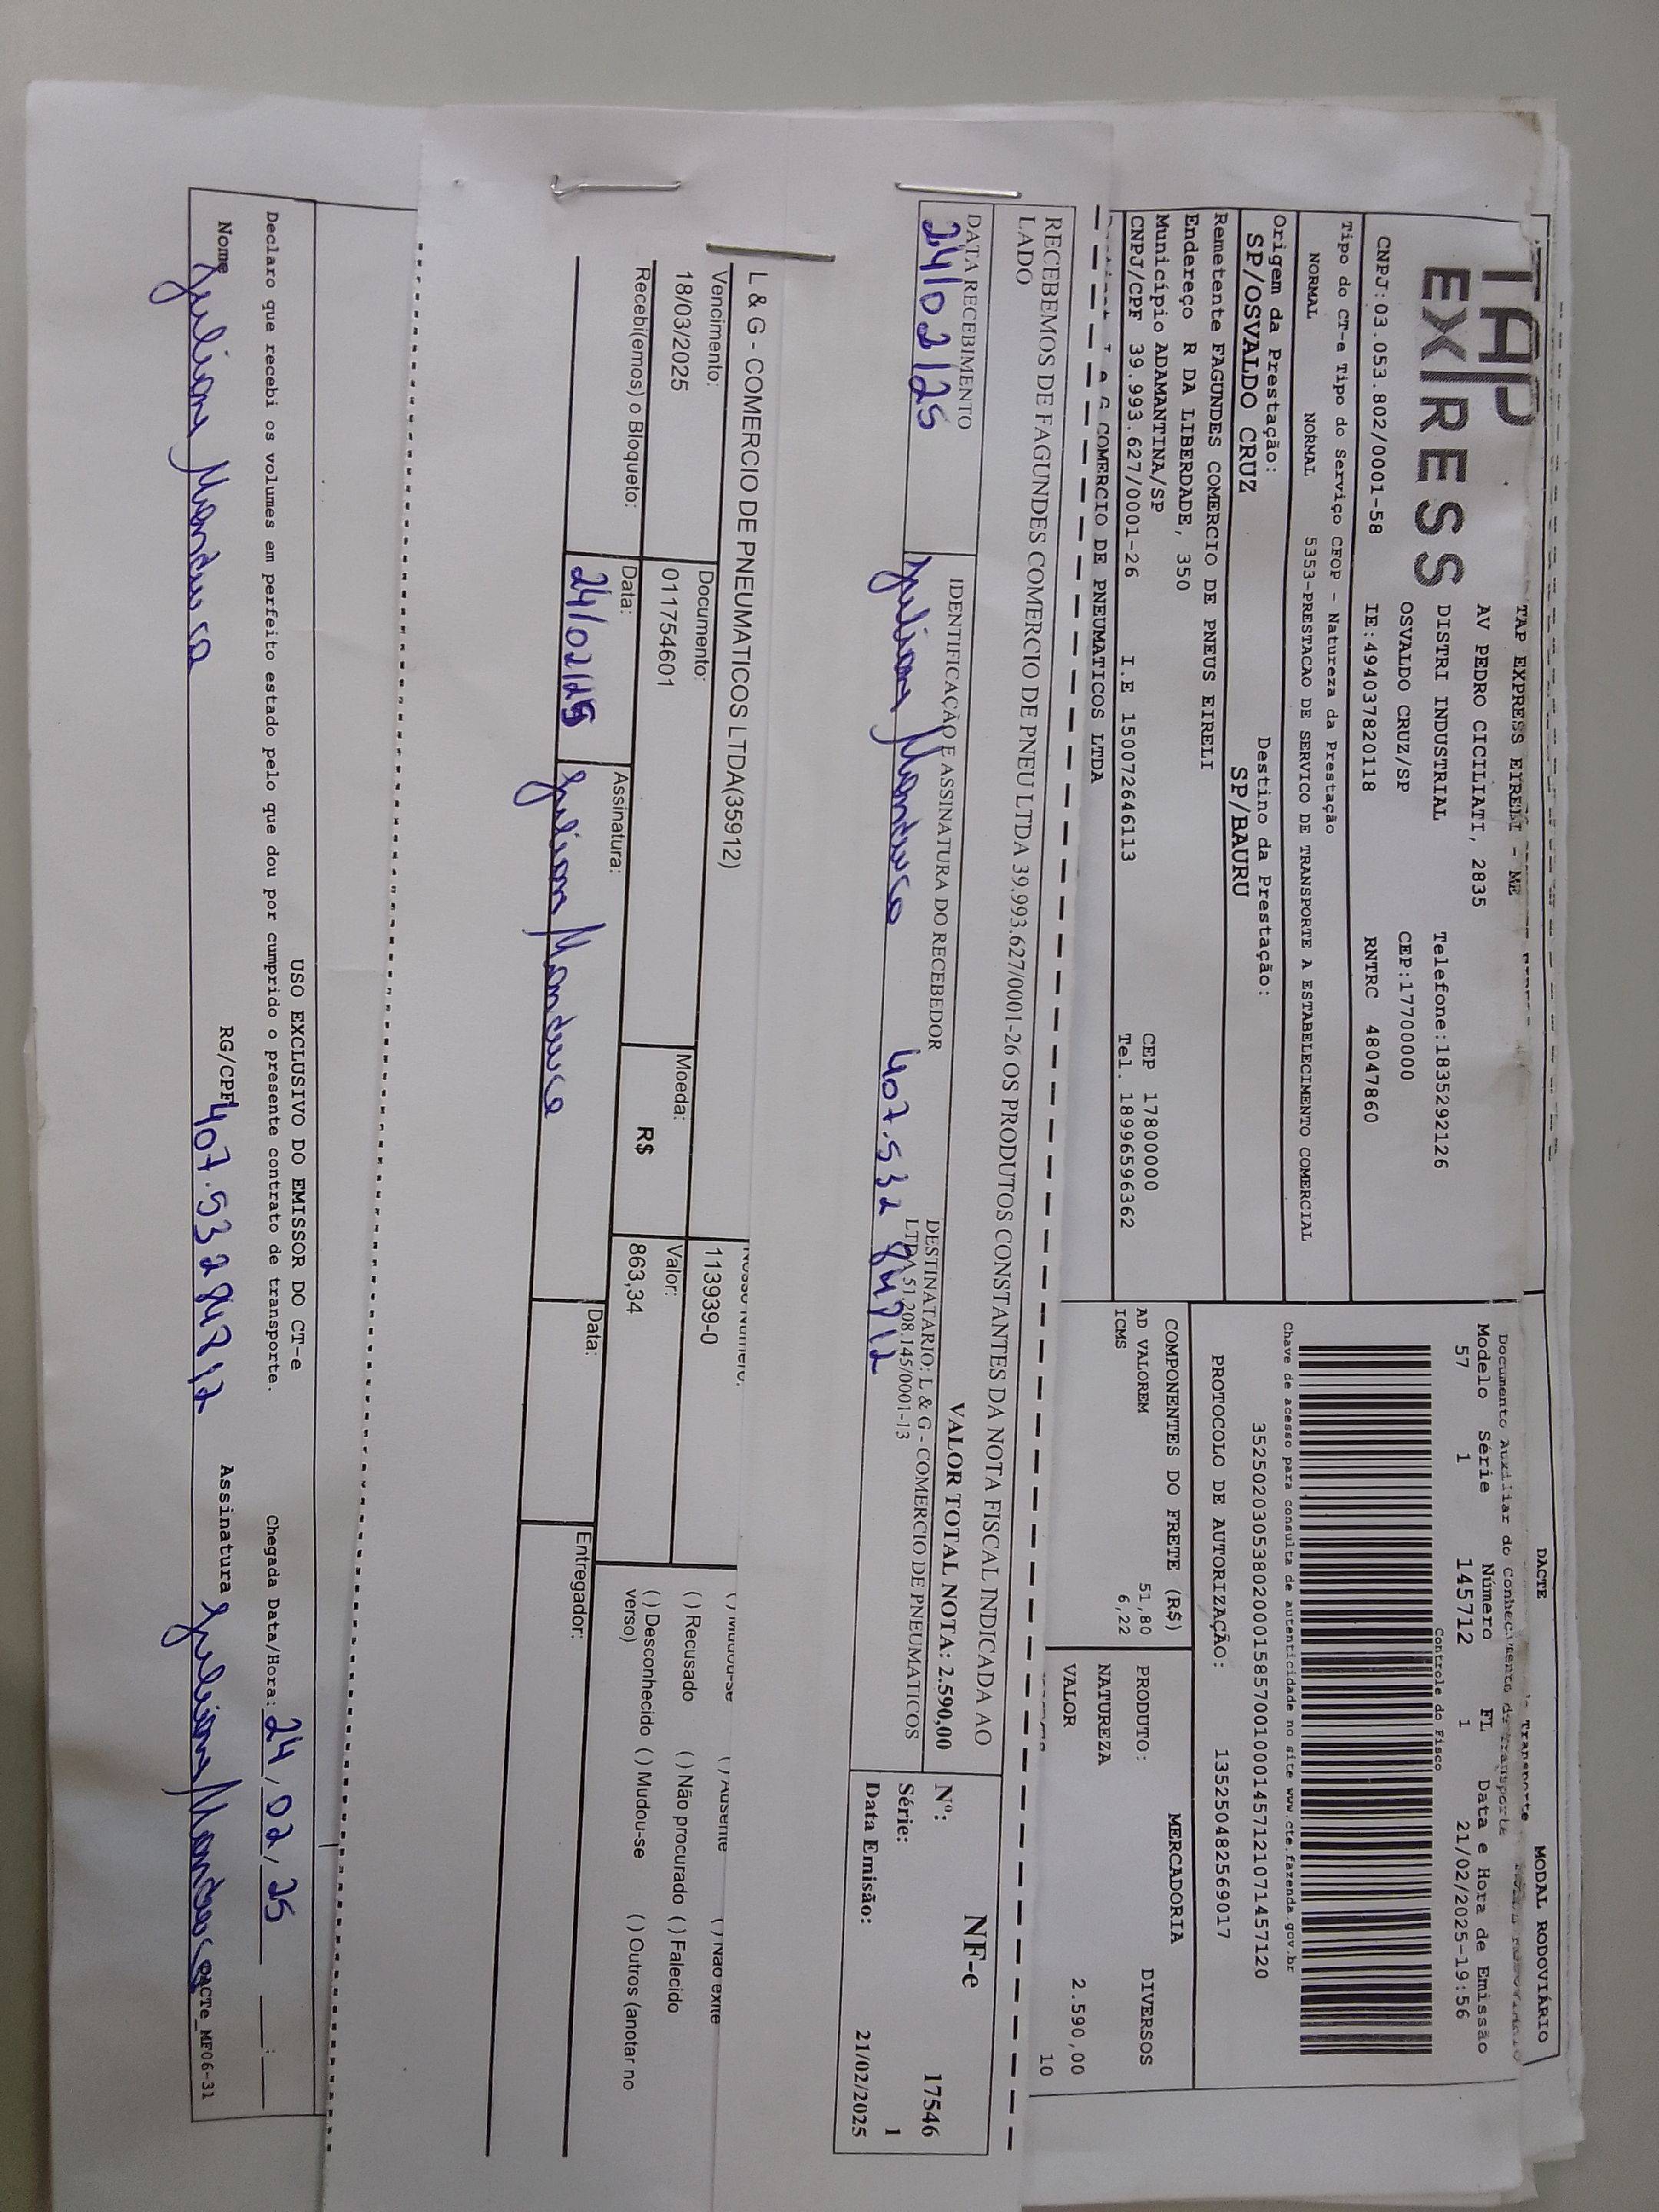 DACTE
MODAL RODOVIÁRIO
TAP
EXPRESS
TAP EXPRESS EIRELI - ME
AV PEDRO CICILIATI, 2835
DISTRI INDUSTRIAL Telefone:1835292126
OSVALDO CRUZ/SP CEP:17700000
CNPJ:03.053.802/0001-58 IE:494037820118 RNTRC 48047860
Documento Auxiliar do Conhecimento de Transporte
Modelo Série Número FL Data e Hora de Emissão
57 1 145712 1 21/02/2025-19:56
Controle do Fisco
Chave de acesso para consulta de autenticidade no site www.cte.fazenda.gov.br
35250203053802000158570010001457121071457120
PROTOCOLO DE AUTORIZAÇÃO: 135250482569017
Tipo do CT-e Tipo do Serviço CFOP - Natureza da Prestação
NORMAL NORMAL 5353-PRESTACAO DE SERVICO DE TRANSPORTE A ESTABELECIMENTO COMERCIAL
Origem da Prestação: Destino da Prestação:
SP/OSVALDO CRUZ SP/BAURU
Remetente FAGUNDES COMERCIO DE PNEUS EIRELI
Endereço R DA LIBERDADE, 350
Município ADAMANTINA/SP CEP 17800000
CNPJ/CPF 39.993.627/0001-26 I.E 150072646113 Tel. 18996596362
G COMERCIO DE PNEUMATICOS LTDA
COMPONENTES DO FRETE (R$)
AD VALOREM 51,80
ICMS 6,22
MERCADORIA
PRODUTO: DIVERSOS
NATUREZA
VALOR 2.590,00
10
RECEBEMOS DE FAGUNDES COMERCIO DE PNEU LTDA 39.993.627/0001-26 OS PRODUTOS CONSTANTES DA NOTA FISCAL INDICADA AO
LADO
VALOR TOTAL NOTA: 2.590,00
DESTINATÁRIO: L & G - COMERCIO DE PNEUMATICOS
LTDA 51.208.145/0001-13
DATA RECEBIMENTO
24/02/25
IDENTIFICAÇÃO E ASSINATURA DO RECEBEDOR
NF-e
Nº: 17546
Série: 1
Data Emissão: 21/02/2025
L & G - COMERCIO DE PNEUMATICOS LTDA(35912)
Nosso Número:
113939-0
Vencimento:
18/03/2025
Documento:
011754601
Moeda:
R$
Valor:
863,34
Recebi(emos) o Bloqueto:
Data:
24/02/25
Assinatura:
Data:
Entregador:
( ) Mudou-se ( ) Ausente ( ) Não existe
( ) Recusado ( ) Não procurado ( ) Falecido
( ) Desconhecido ( ) Mudou-se ( ) Outros (anotar no
verso)
USO EXCLUSIVO DO EMISSOR DO CT-e
Declaro que recebi os volumes em perfeito estado pelo que dou por cumprido o presente contrato de transporte.
Chegada Data/Hora: 24/02/25
Nome
RG/CPF
Assinatura
DACTe_MF06-31